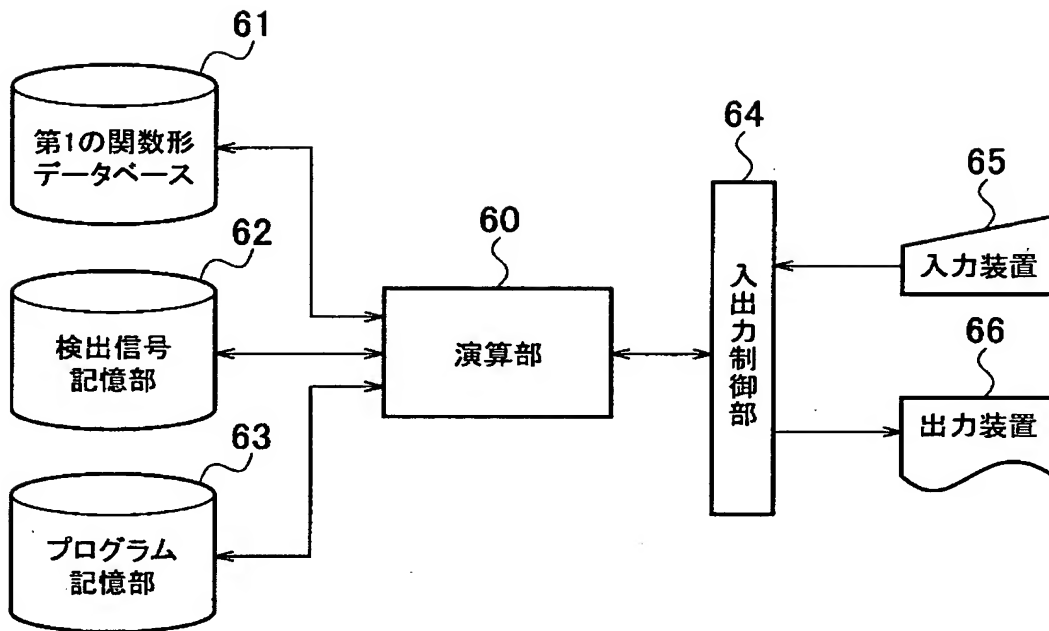 61
第1の関数形
データベース
62
検出信号
記憶部
63
プログラム
記憶部
60
演算部
64
入出力制御部
65
入力装置
66
出力装置